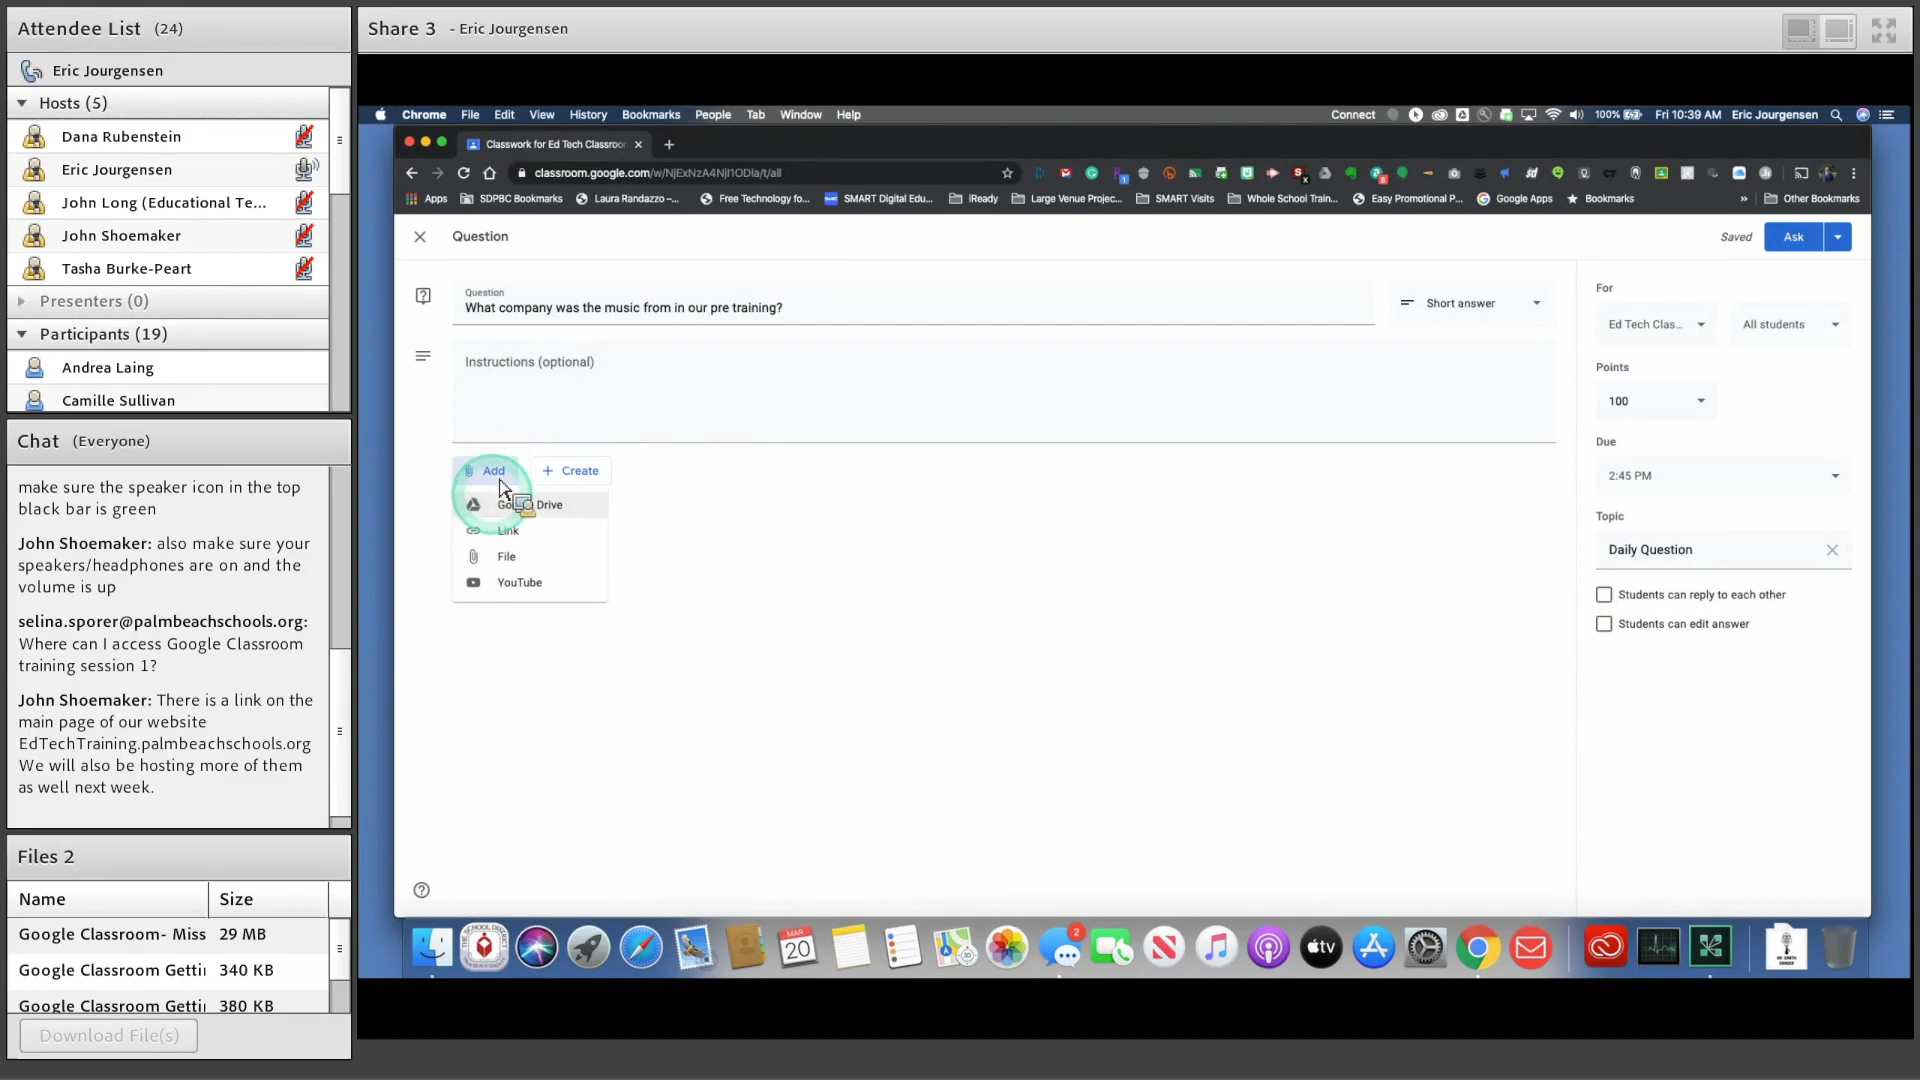 Attendee List (24)
Eric Jourgensen
Hosts (5)
Dana Rubenstein
Eric Jourgensen
John Long (Educational Te...
John Shoemaker
Tasha Burke-Peart
Presenters (0)
Participants (19)
Andrea Laing
Camille Sullivan
Chat (Everyone)
make sure the speaker icon in the top
black bar is green
John Shoemaker: also make sure your
speakers/headphones are on and the
volume is up
selina.sporer@palmbeachschools.org:
Where can I access Google Classroom
training session 1?
John Shoemaker: There is a link on the
main page of our website
EdTechTraining.palmbeachschools.org
We will also be hosting more of them
as well next week.
Files 2
Name Size
Google Classroom- Miss 29 MB
Google Classroom Getti 340 KB
Google Classroom Getti 380 KB
Download File(s)
Share 3 - Eric Jourgensen
Chrome File Edit View History Bookmarks People Tab Window Help Connect 100% Fri 10:39 AM Eric Jourgensen
Classwork for Ed Tech Classroom
classroom.google.com/w/NjExNzA4NjI1ODla/t/all
Apps SDPBC Bookmarks Laura Randazzo –... Free Technology fo... SMART Digital Edu... iReady Large Venue Projec... SMART Visits Whole School Train... Easy Promotional P... Google Apps Bookmarks » Other Bookmarks
Question Saved Ask
Question
What company was the music from in our pre training?
Short answer
Instructions (optional)
Add
Create
Drive
Link
File
YouTube
For
Ed Tech Clas... All students
Points
100
Due
2:45 PM
Topic
Daily Question
Students can reply to each other
Students can edit answer
MAR
20
2
tv